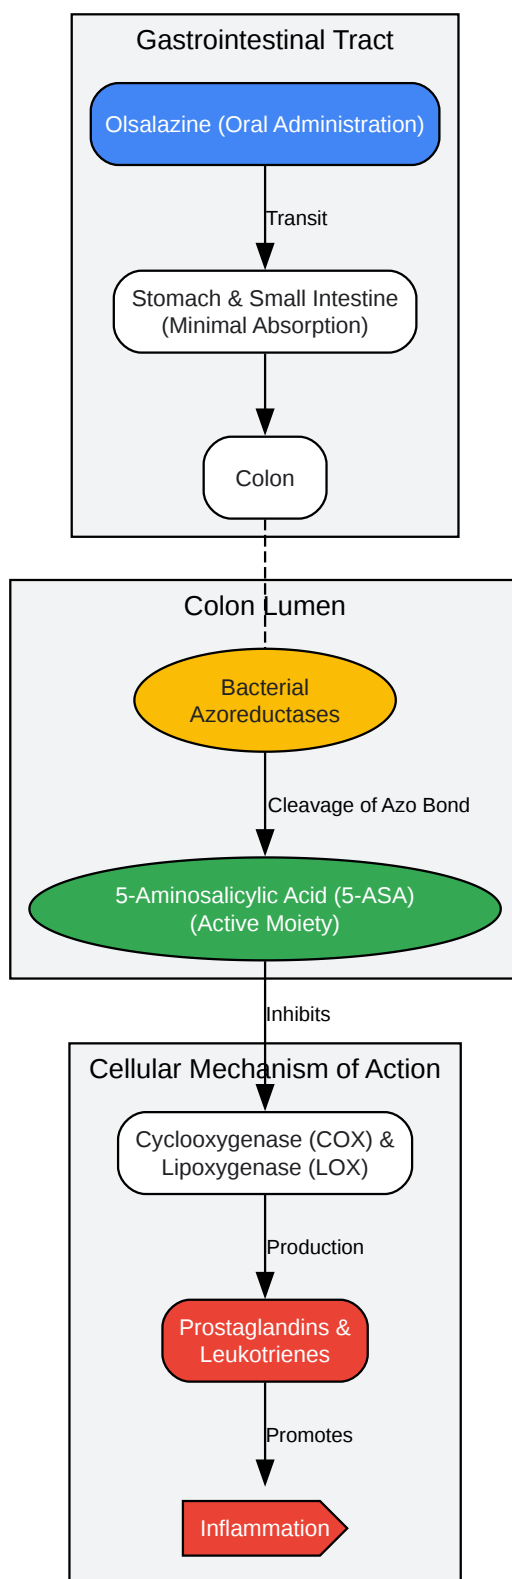 Gastrointestinal Tract
Olsalazine (Oral Administration)
Transit
Stomach & Small Intestine
(Minimal Absorption)
Colon
Colon Lumen
Bacterial
Azoreductases
Cleavage of Azo Bond
5-Aminosalicylic Acid (5-ASA)
(Active Moiety)
Inhibits
Cellular Mechanism of Action
Cyclooxygenase (COX) &
Lipoxygenase (LOX)
Production
Prostaglandins &
Leukotrienes
Promotes
Inflammation